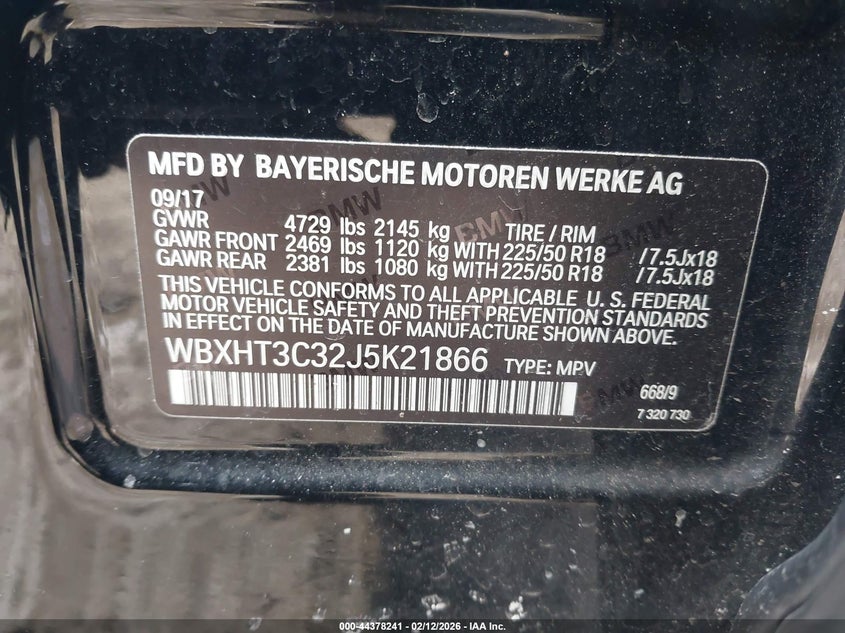 MFD BY BAYERISCHE MOTOREN WERKE AG
09/17
GVWR 4729 lbs 2145 kg TIRE / RIM
GAWR FRONT 2469 lbs 1120 kg WITH 225/50 R18 /7.5Jx18
GAWR REAR 2381 lbs 1080 kg WITH 225/50 R18 /7.5Jx18
THIS VEHICLE CONFORMS TO ALL APPLICABLE U. S. FEDERAL
MOTOR VEHICLE SAFETY AND THEFT PREVENTION STANDARDS
IN EFFECT ON THE DATE OF MANUFACTURE SHOWN ABOVE.
WBXHT3C32J5K21866 TYPE: MPV
668/9
7 320 730
000-44378241 - 02/12/2026 - IAA Inc.